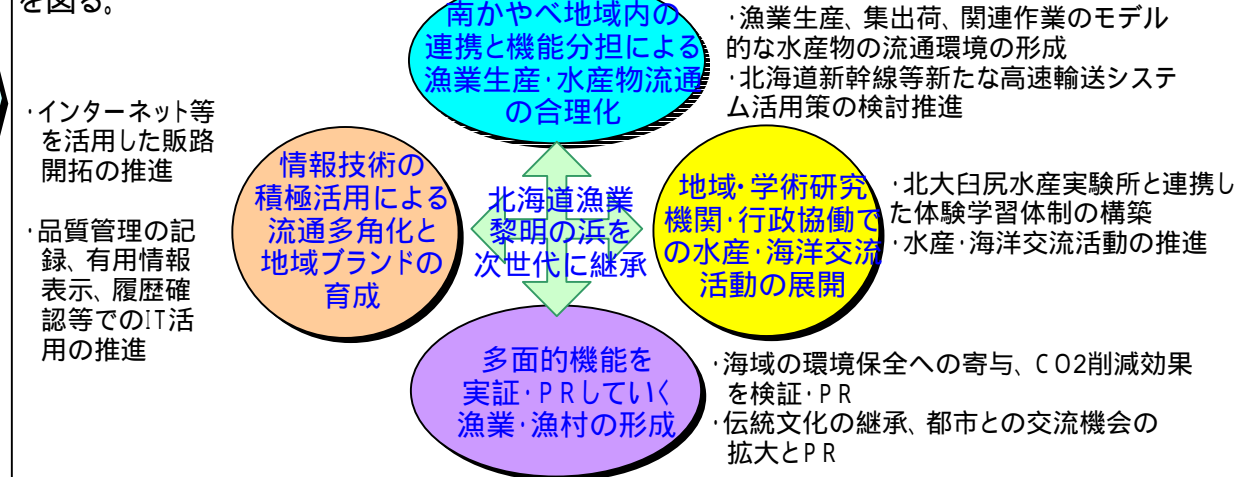 を図る。
南かやべ地域内の
連携と機能分担による
漁業生産・水産物流通
の合理化
・漁業生産、集出荷、関連作業のモデル
的な水産物の流通環境の形成
・北海道新幹線等新たな高速輸送システ
ム活用策の検討推進
・インターネット等
を活用した販路
開拓の推進
・品質管理の記
録、有用情報
表示、履歴確
認等でのIT活
用の推進
情報技術の
積極活用による
流通多角化と
地域ブランドの
育成
北海道漁業
黎明の浜を
次世代に継承
地域・学術研究
機関・行政協働で
の水産・海洋交流
活動の展開
・北大臼尻水産実験所と連携し
た体験学習体制の構築
・水産・海洋交流活動の推進
多面的機能を
実証・PRしていく
漁業・漁村の形成
・海域の環境保全への寄与、CO2削減効果
を検証・PR
・伝統文化の継承、都市との交流機会の
拡大とPR